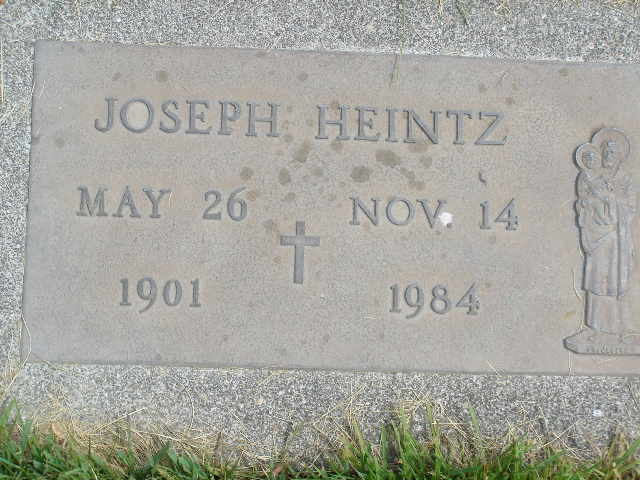 JOSEPH HEINTZ
MAY 26 NOV. 14
1901 1984